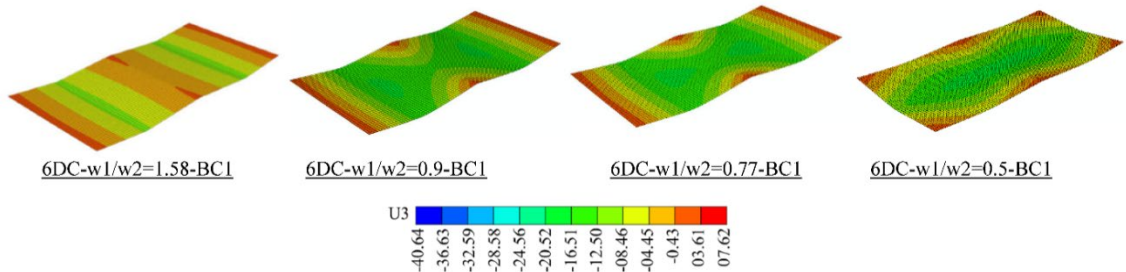 6DC-w1/w2=1.58-BC1 6DC-w1/w2=0.9-BC1 6DC-w1/w2=0.77-BC1 6DC-w1/w2=0.5-BC1
U3
-40.64 -36.63 -32.59 -28.58 -24.56 -20.52 -16.51 -12.50 -08.46 -04.45 -0.43 03.61 07.62